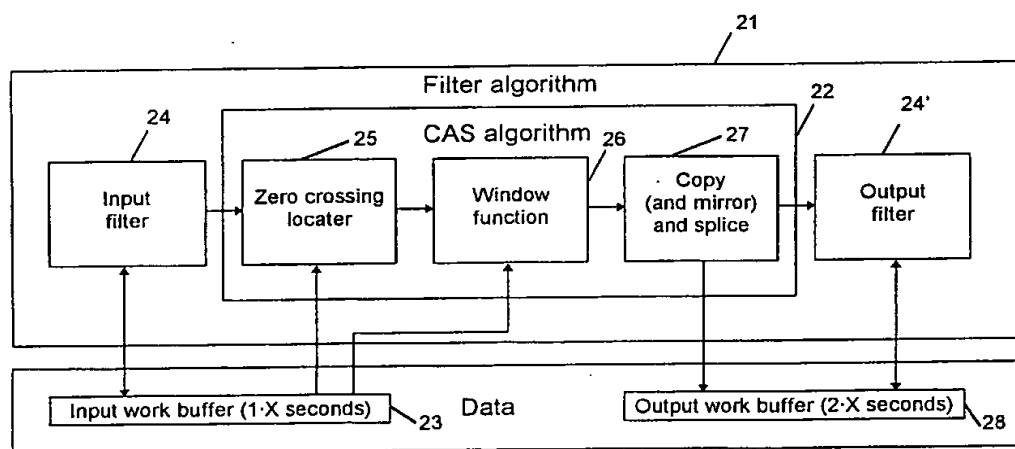 21
Filter algorithm
22
24
24'
CAS algorithm
25
26
27
Input
filter
Zero crossing
locater
Window
function
Copy
(and mirror)
and splice
Output
filter
Input work buffer (1·X seconds)
23
Data
Output work buffer (2·X seconds)
28